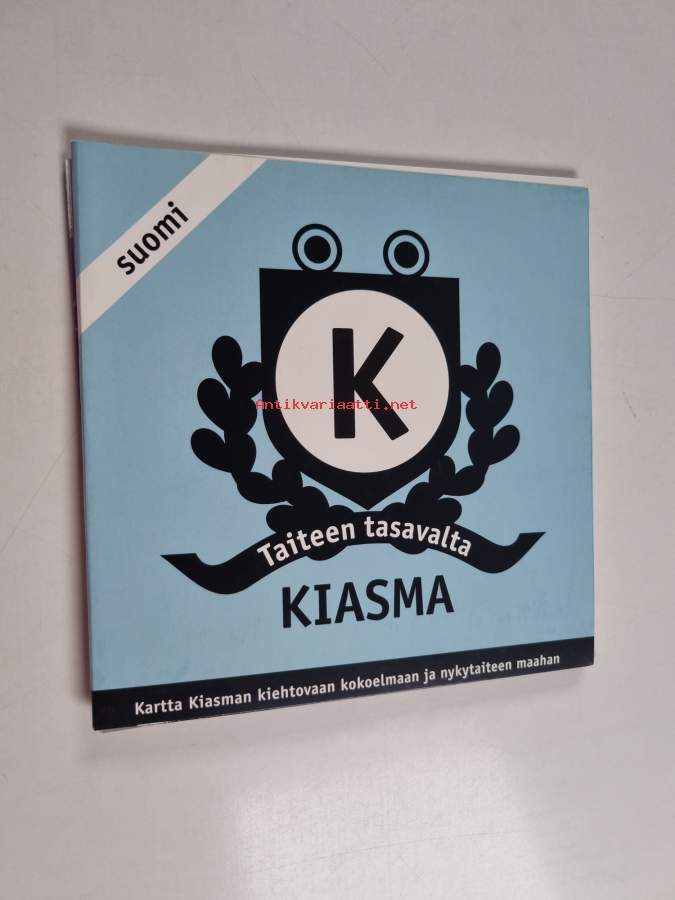 suomi
K
Antikvariaatti.net
Taiteen tasavalta
KIASMA
Kartta Kiasman kiehtovaan kokoelmaan ja nykytaiteen maahan